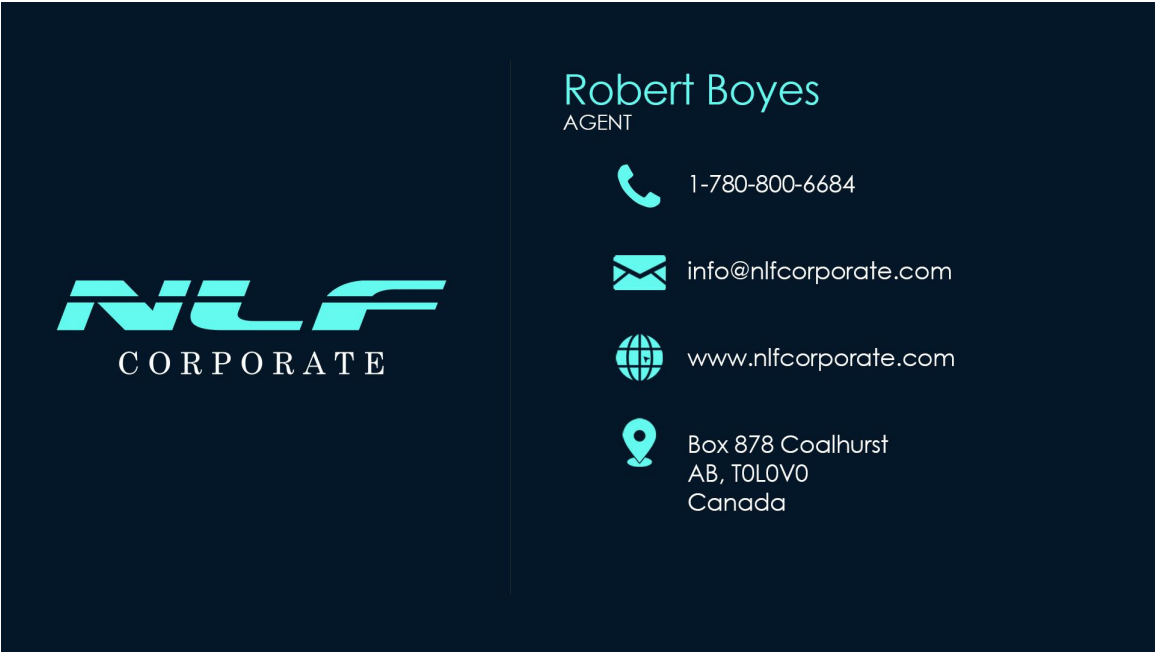 NLF
CORPORATE
Robert Boyes
AGENT
1-780-800-6684
info@nlfcorporate.com
www.nlfcorporate.com
Box 878 Coalhurst
AB, T0L0V0
Canada